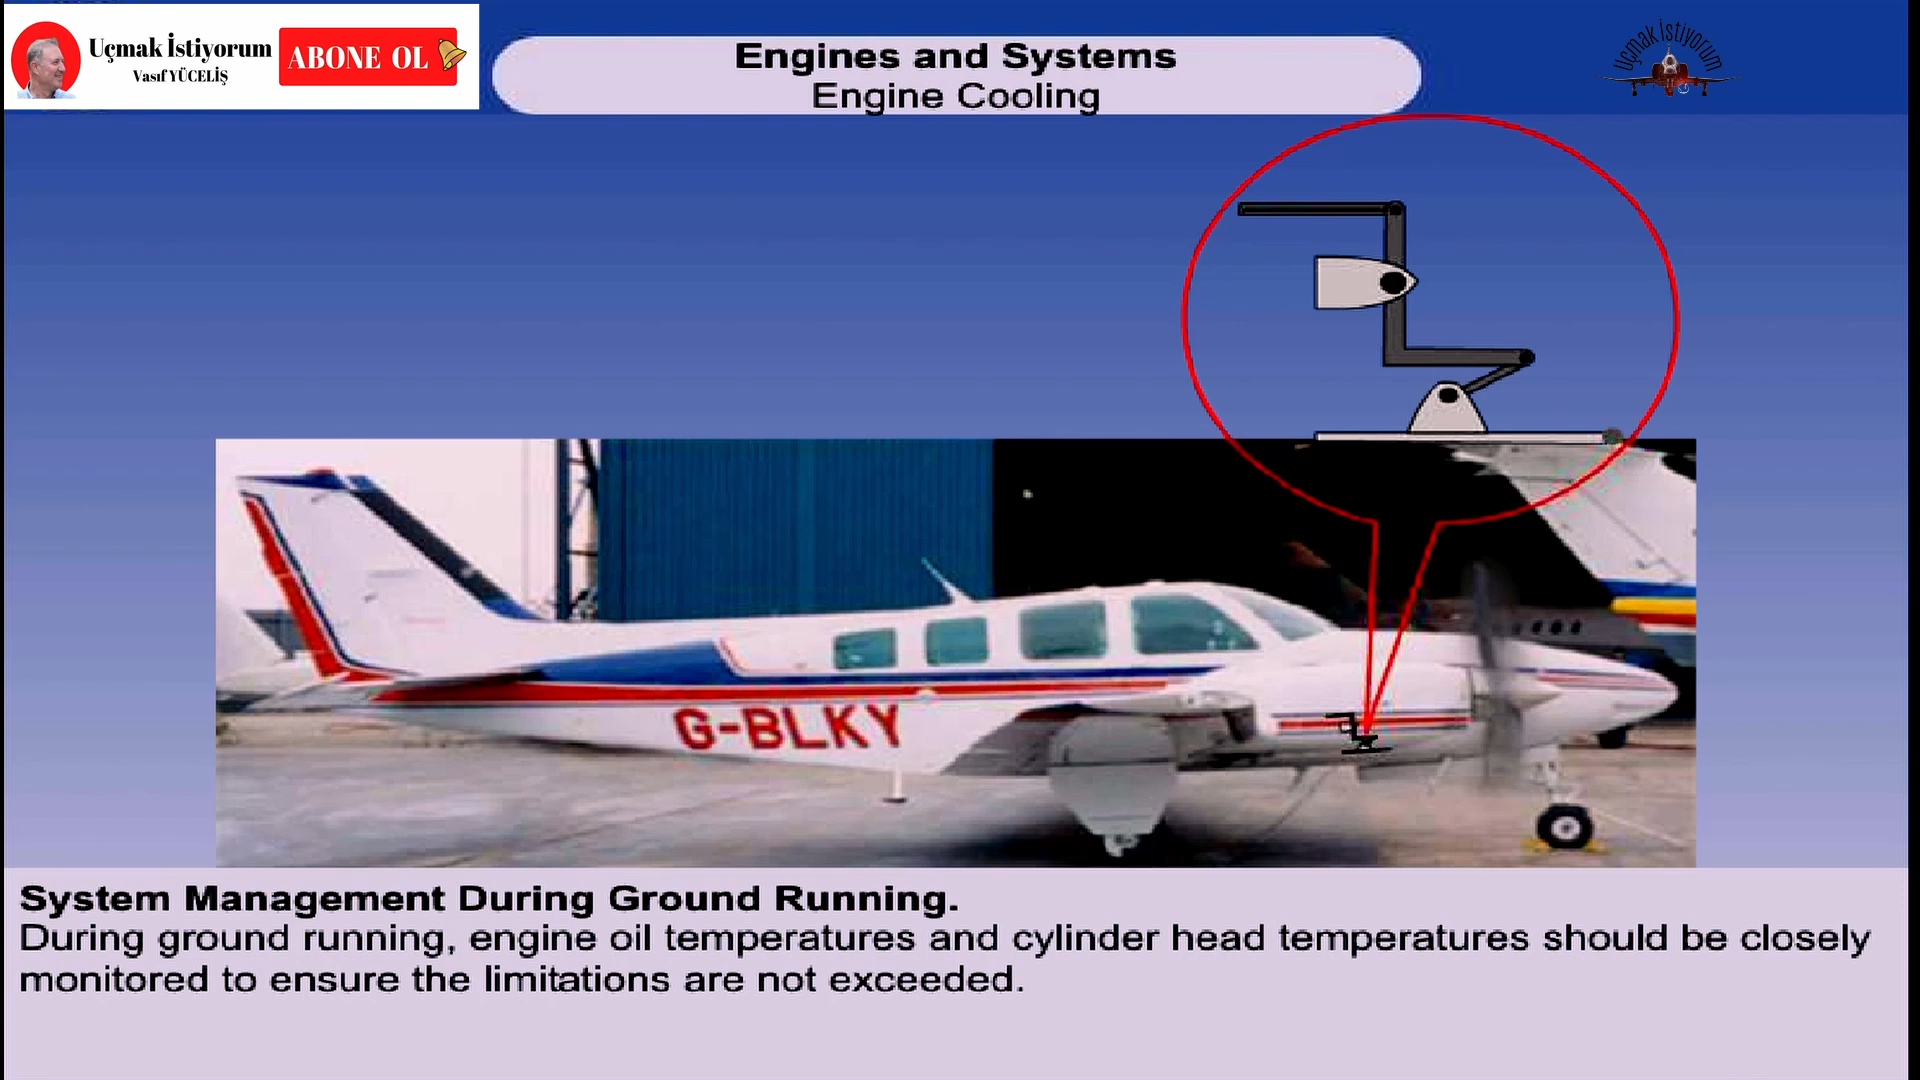 Uçmak İstiyorum
Vasıf YÜCELİŞ
ABONE OL
Engines and Systems
Engine Cooling
Uçmak İstiyorum
G-BLKY
System Management During Ground Running.
During ground running, engine oil temperatures and cylinder head temperatures should be closely
monitored to ensure the limitations are not exceeded.